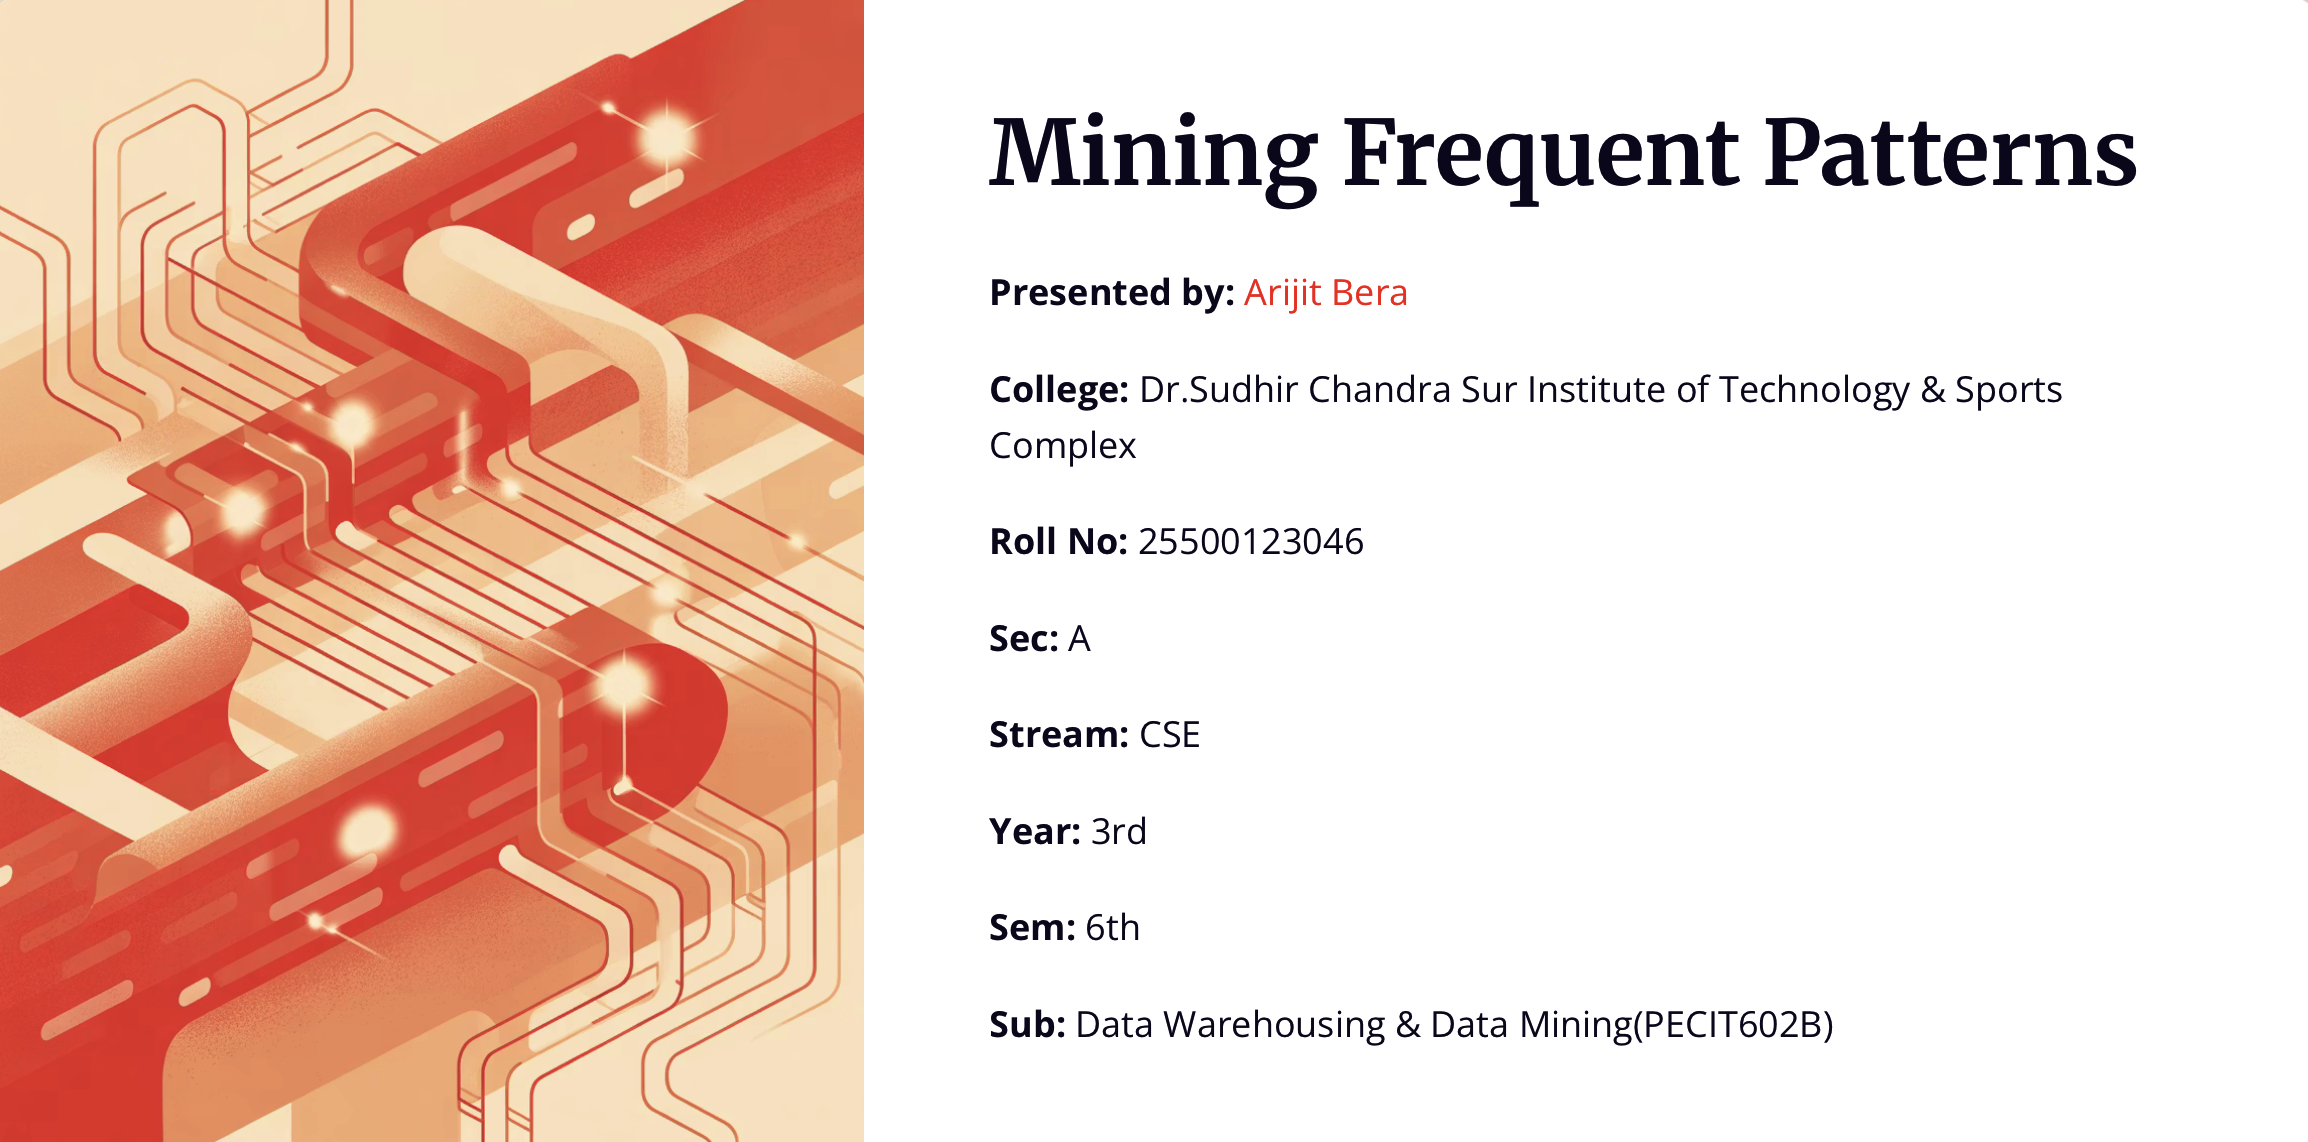 Mining Frequent Patterns
Presented by: Arijit Bera
College: Dr.Sudhir Chandra Sur Institute of Technology & Sports
Complex
Roll No: 25500123046
Sec: A
Stream: CSE
Year: 3rd
Sem: 6th
Sub: Data Warehousing & Data Mining(PECIT602B)